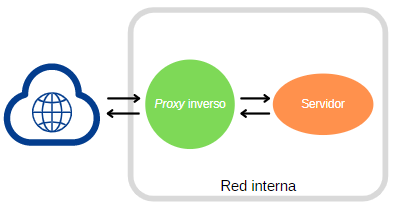 Proxy inverso
Servidor
Red interna